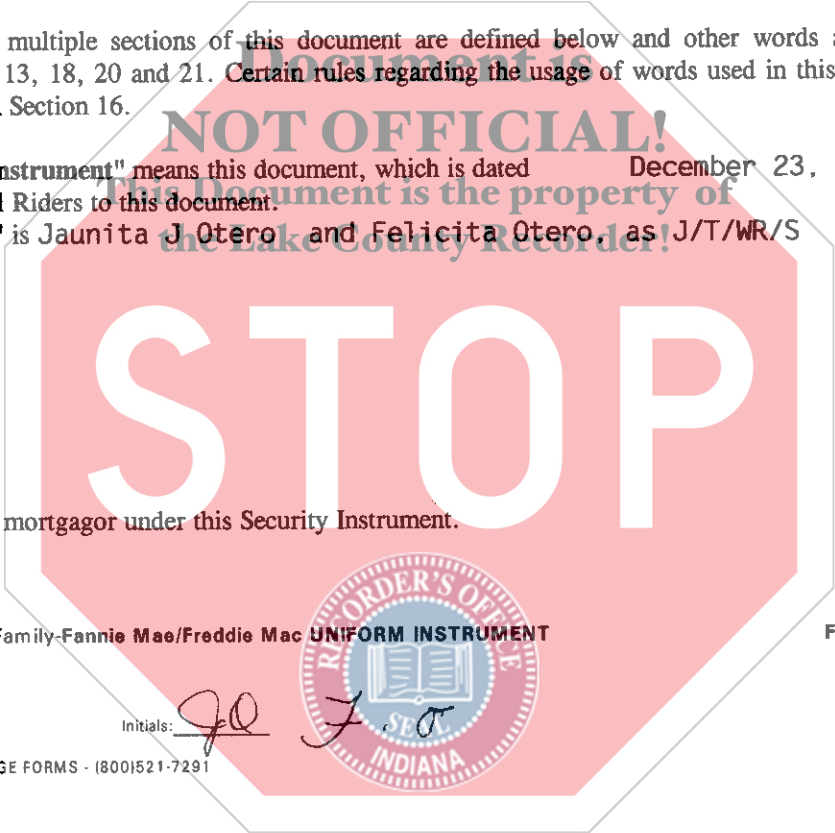 multiple sections of this document are defined below and other words
Document is
13, 18, 20 and 21. Certain rules regarding the usage of words used in this
Section 16.
NOT OFFICIAL!
nstrument" means this document, which is dated December 23,
This Document is the property of
Riders to this document.
the Lake County Recorder!
" is Jaunita J Otero and Felicita Otero, as J/T/WR/S
STOP
mortgagor under this Security Instrument.
RECORDER'S OFFICE
SEAL
INDIANA
Family-Fannie Mae/Freddie Mac UNIFORM INSTRUMENT
F
Initials: JO F.O
GE FORMS - (800)521-7291